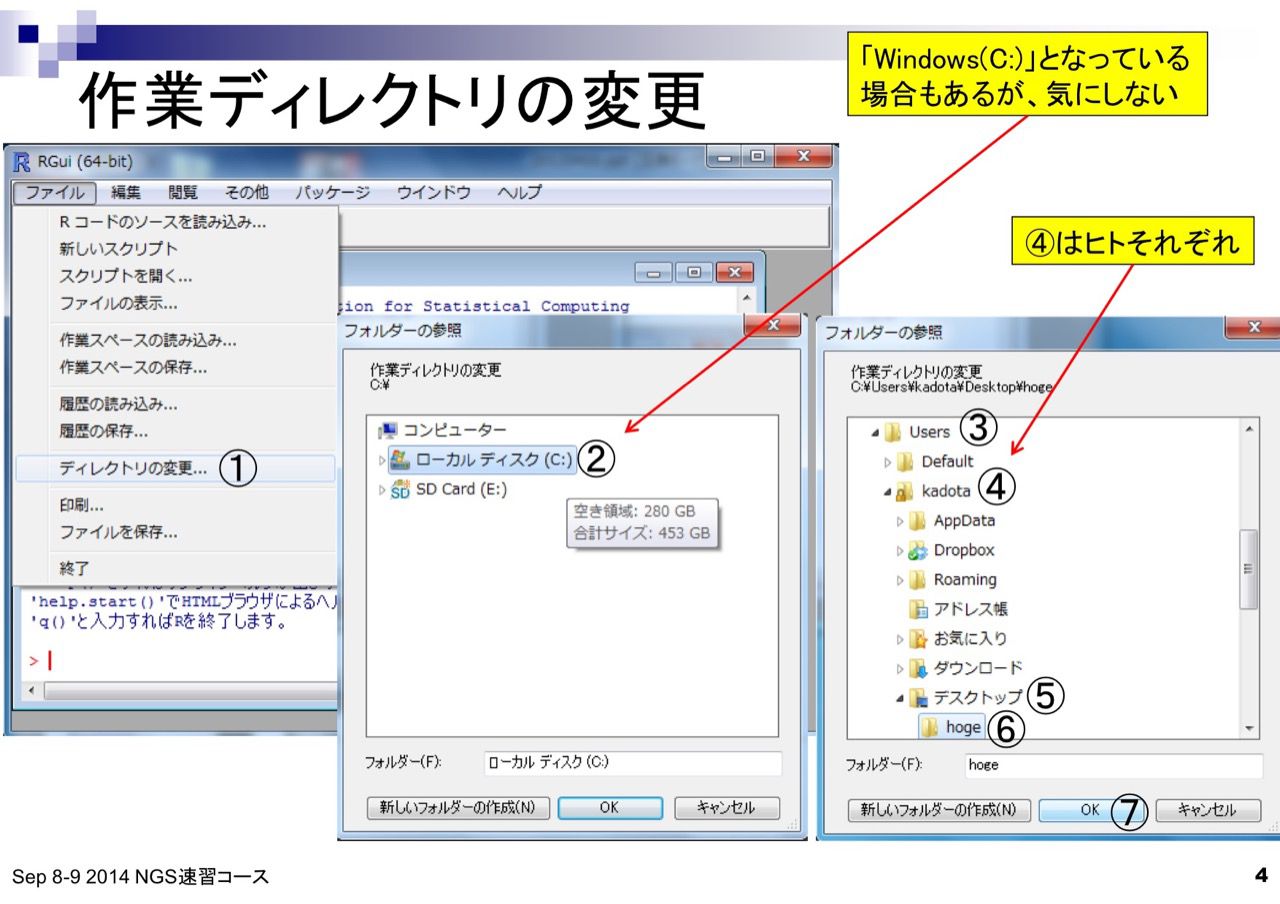 作業ディレクトリの変更
「Windows(C:)」となっている
場合もあるが、気にしない
④はヒトそれぞれ
RGui (64-bit)
ファイル 編集 閲覧 その他 パッケージ ウインドウ ヘルプ
R コードのソースを読み込み...
新しいスクリプト
スクリプトを開く...
ファイルの表示...
作業スペースの読み込み...
作業スペースの保存...
履歴の読み込み...
履歴の保存...
ディレクトリの変更... ①
印刷...
ファイルを保存...
終了
tion for Statistical Computing
'help.start()'でHTMLブラウザによるヘル
'q()'と入力すればRを終了します。
>
フォルダーの参照
作業ディレクトリの変更
C:¥
コンピューター
ローカル ディスク (C:) ②
SD Card (E:)
空き領域: 280 GB
合計サイズ: 453 GB
フォルダー(F): ローカル ディスク (C:)
新しいフォルダーの作成(N) OK キャンセル
フォルダーの参照
作業ディレクトリの変更
C:¥Users¥kadota¥Desktop¥hoge
Users ③
Default
kadota ④
AppData
Dropbox
Roaming
アドレス帳
お気に入り
ダウンロード
デスクトップ ⑤
hoge ⑥
フォルダー(F): hoge
新しいフォルダーの作成(N) OK ⑦ キャンセル
Sep 8-9 2014 NGS速習コース
4